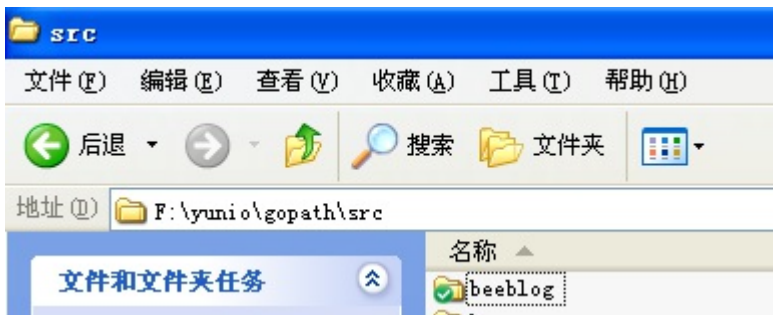 src
文件(F) 编辑(E) 查看(V) 收藏(A) 工具(T) 帮助(H)
后退 搜索 文件夹
地址(D) F:\yunio\gopath\src
名称
文件和文件夹任务
beeblog